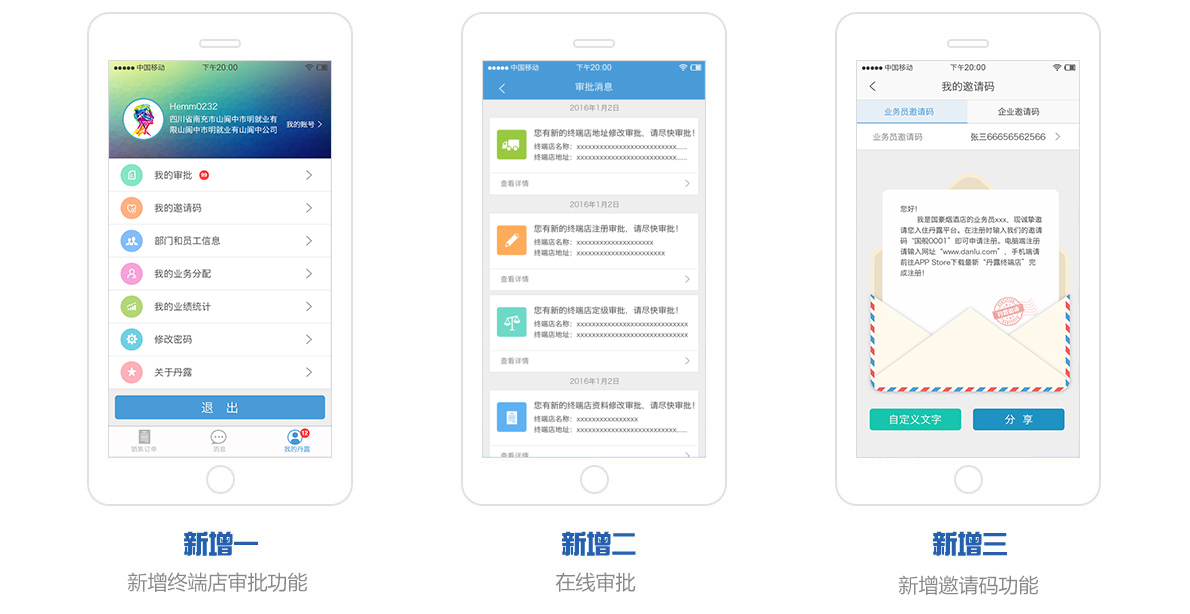 中国移动
下午20:00
Hemm0232
四川省南充市山阆中市明就业有
限山阆中市明就业有山阆中公司
我的账号
我的审批
99
我的邀请码
部门和员工信息
我的业务分配
我的业绩统计
修改密码
关于丹露
退 出
销售订单
消息
我的丹露
12
中国移动
下午20:00
审批消息
2016年1月2日
您有新的终端店地址修改审批，请尽快审批！
终端店名称：xxxxxxxxxxxxxxxxxxxxxxxxxx......
终端店地址：xxxxxxxxxxxxxxxxxxxxxxxxxx......
查看详情
2016年1月2日
您有新的终端店注册审批，请尽快审批！
终端店名称：xxxxxxxxxxxxxxxxxxxx
终端店地址：xxxxxxxxxxxxxxxxxxxxxxx
查看详情
您有新的终端店定级审批，请尽快审批！
终端店名称：xxxxxxxxxxxxxxxxxxxxxxxxxxxxx
终端店地址：xxxxxxxxxxxxxxxxxxxxxxxxxxxxx
查看详情
2016年1月2日
您有新的终端店资料修改审批，请尽快审批！
终端店名称：xxxxxxxxxxxxxxxx
终端店地址：xxxxxxxxxxxxxxxxxxxxxxxxxx......
查看详情
中国移动
下午20:00
我的邀请码
业务员邀请码
企业邀请码
业务员邀请码
张三66656562566
您好！
我是国豪烟酒店的业务员xxx，现诚挚邀
请您入住丹露平台。在注册时输入我们的邀请
码“国殿0001”即可申请注册。电脑端注册
请输入网址“www.danlu.com”，手机端请
前往APP Store下载最新“丹露终端店”完
成注册！
自定义文字
分 享
新增一
新增终端店审批功能
新增二
在线审批
新增三
新增邀请码功能